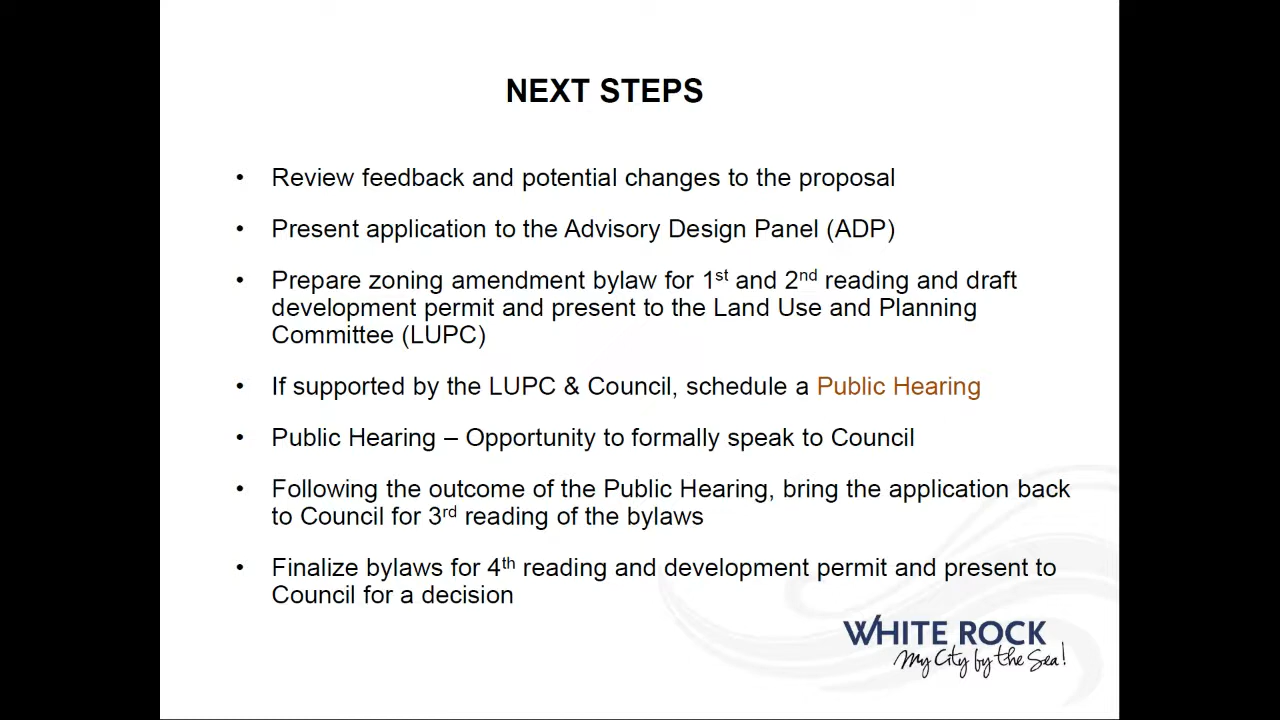 NEXT STEPS
• Review feedback and potential changes to the proposal
• Present application to the Advisory Design Panel (ADP)
• Prepare zoning amendment bylaw for 1st and 2nd reading and draft
development permit and present to the Land Use and Planning
Committee (LUPC)
• If supported by the LUPC & Council, schedule a Public Hearing
• Public Hearing – Opportunity to formally speak to Council
• Following the outcome of the Public Hearing, bring the application back
to Council for 3rd reading of the bylaws
• Finalize bylaws for 4th reading and development permit and present to
Council for a decision
WHITE ROCK
My City by the Sea!